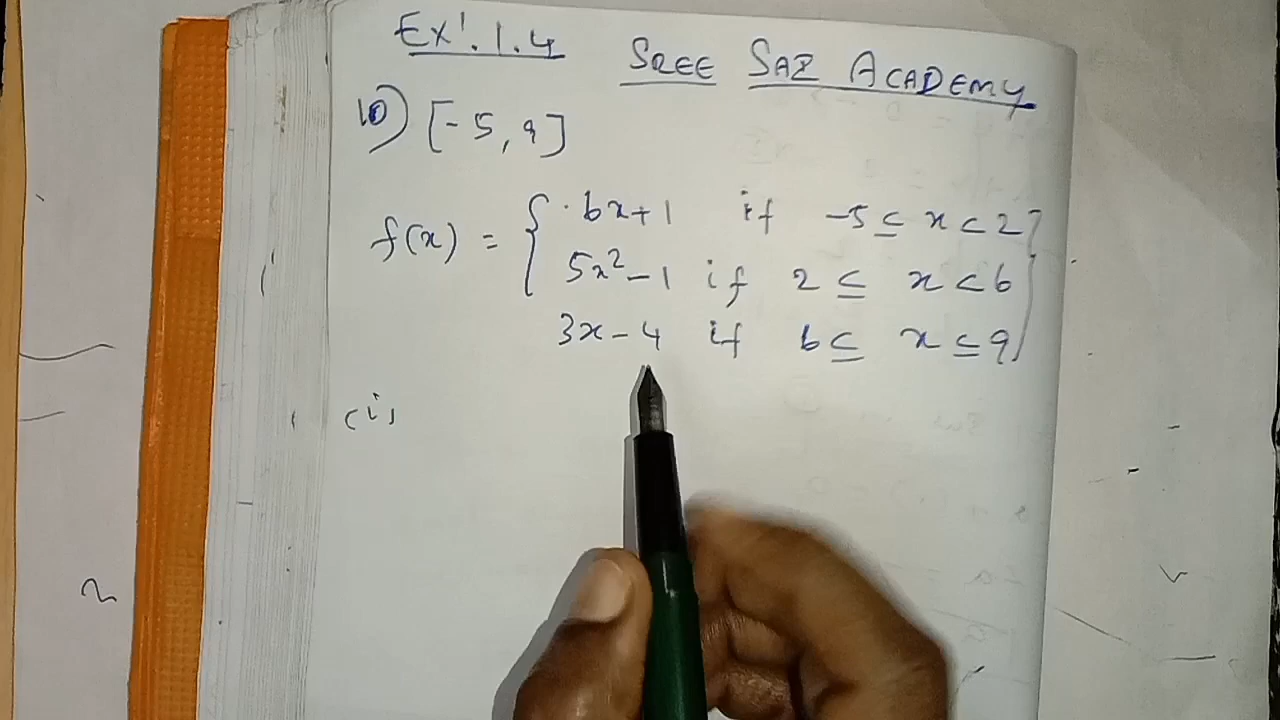 Ex'.1.4 SREE SAI ACADEMY
10) [-5, 9]
f(x) = { 6x+1 if -5 ≤ x < 2
5x²-1 if 2 ≤ x < 6
3x-4 if 6 ≤ x ≤ 9 }
(i)